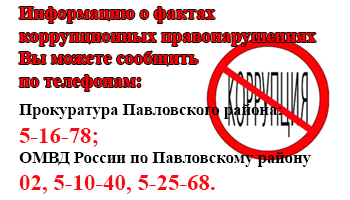 Информацию о фактах
коррупционных правонарушениях
Вы можете сообщить
по телефонам:
Прокуратура Павловского района:
5-16-78;
ОМВД России по Павловскому району
02, 5-10-40, 5-25-68.
КОРРУПЦИЯ